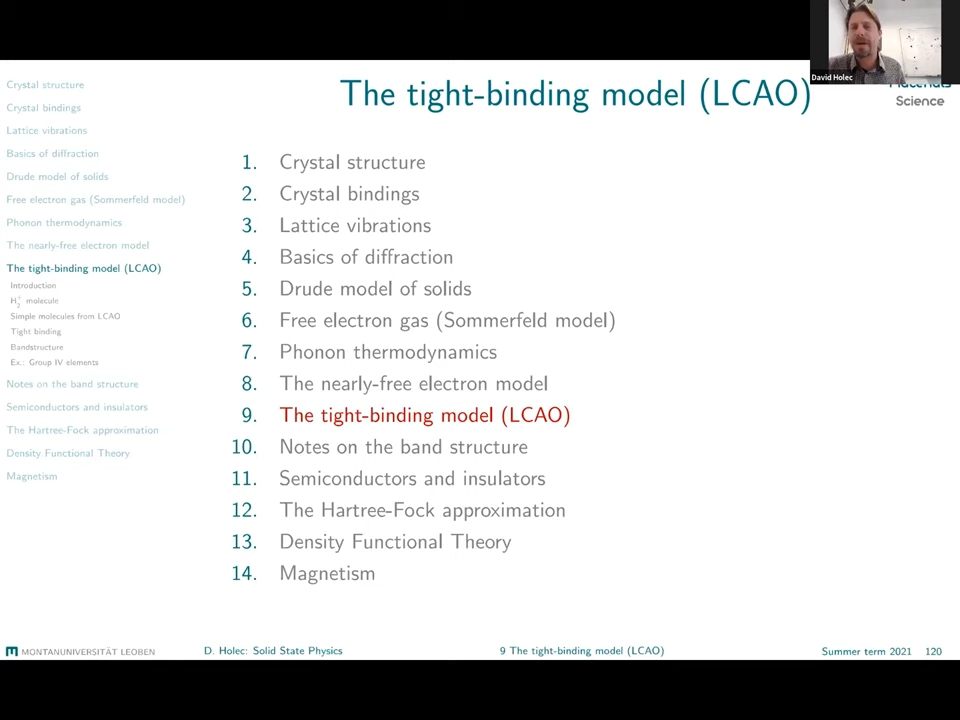 David Holec
Materials
Science
The tight-binding model (LCAO)
Crystal structure
Crystal bindings
Lattice vibrations
Basics of diffraction
Drude model of solids
Free electron gas (Sommerfeld model)
Phonon thermodynamics
The nearly-free electron model
The tight-binding model (LCAO)
Introduction
H₂⁺ molecule
Simple molecules from LCAO
Tight binding
Bandstructure
Ex.: Group IV elements
Notes on the band structure
Semiconductors and insulators
The Hartree-Fock approximation
Density Functional Theory
Magnetism
1. Crystal structure
2. Crystal bindings
3. Lattice vibrations
4. Basics of diffraction
5. Drude model of solids
6. Free electron gas (Sommerfeld model)
7. Phonon thermodynamics
8. The nearly-free electron model
9. The tight-binding model (LCAO)
10. Notes on the band structure
11. Semiconductors and insulators
12. The Hartree-Fock approximation
13. Density Functional Theory
14. Magnetism
MONTANUNIVERSITÄT LEOBEN D. Holec: Solid State Physics 9 The tight-binding model (LCAO) Summer term 2021 120